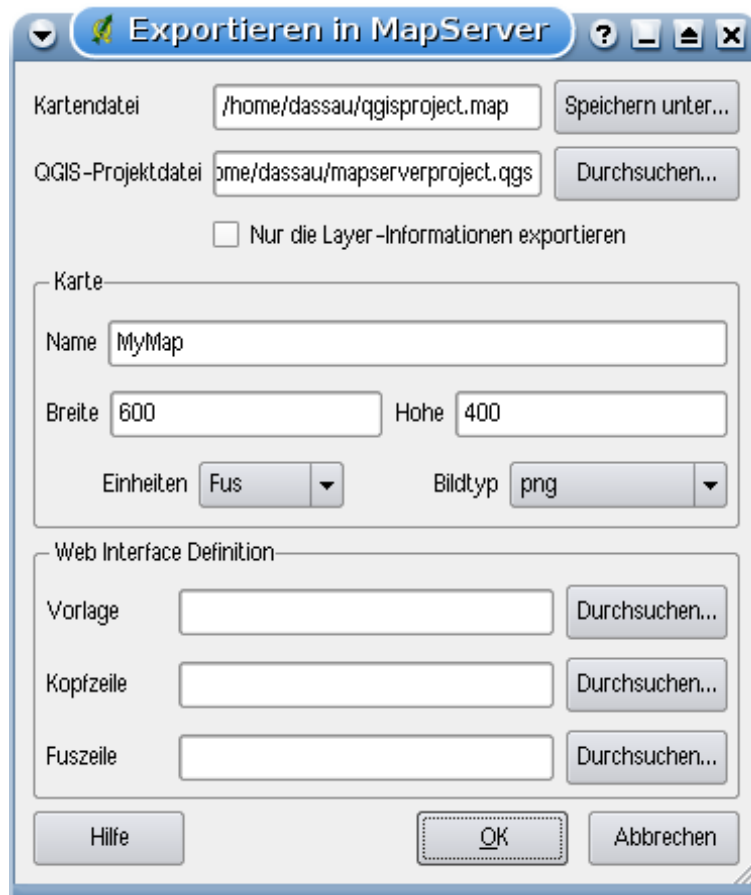 Exportieren in MapServer
Kartendatei /home/dassau/qgisproject.map Speichern unter...
QGIS-Projektdatei ome/dassau/mapserverproject.qgs Durchsuchen...
Nur die Layer-Informationen exportieren
Karte
Name MyMap
Breite 600 Hohe 400
Einheiten Fus Bildtyp png
Web Interface Definition
Vorlage Durchsuchen...
Kopfzeile Durchsuchen...
Fuszeile Durchsuchen...
Hilfe OK Abbrechen